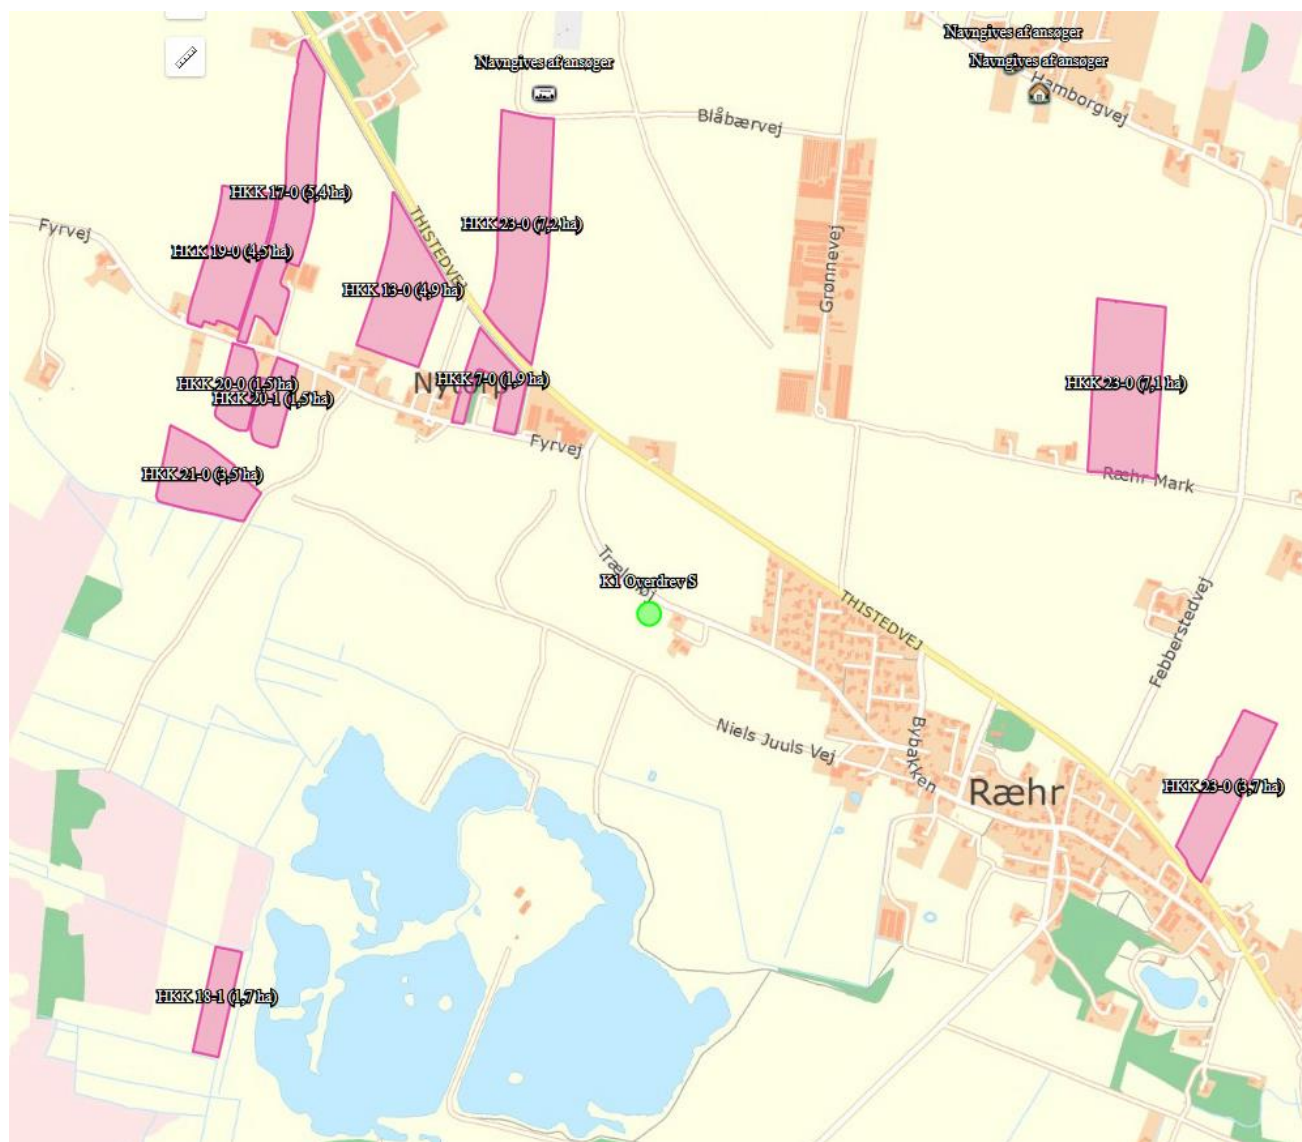 Navngives af ansøger
Navngives af ansøger
Navngives af ansøger
Hamborgvej
Blåbærvej
HKK 17-0 (5,4 ha)
Fyrvej
THISTEDVEJ
HKK 23-0 (7,2 ha)
HKK 19-0 (4,5 ha)
Grønnevej
HKK 13-0 (4,9 ha)
HKK 20-0 (1,5 ha)
HKK 7-0 (1,9 ha)
HKK 23-0 (7,1 ha)
HKK 20-1 (1,5 ha)
Fyrvej
HKK 21-0 (3,5 ha)
Ræhr Mark
K1 Overdrev S
THISTEDVEJ
Febberstedvej
Niels Juuls Vej
Bybakken
Ræhr
HKK 23-0 (3,7 ha)
HKK 18-1 (1,7 ha)